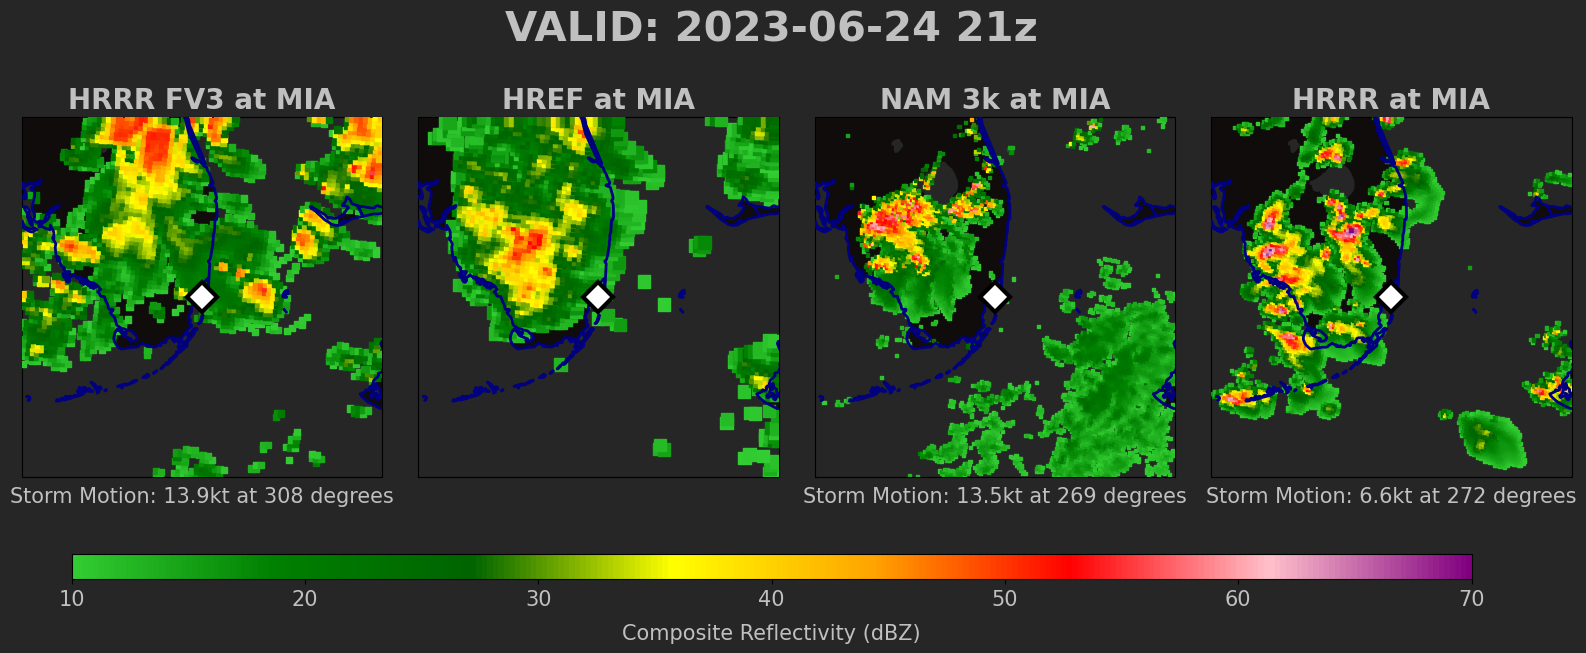 VALID: 2023-06-24 21z
HRRR FV3 at MIA
HREF at MIA
NAM 3k at MIA
HRRR at MIA
Storm Motion: 13.9kt at 308 degrees
Storm Motion: 13.5kt at 269 degrees
Storm Motion: 6.6kt at 272 degrees
10 20 30 40 50 60 70
Composite Reflectivity (dBZ)